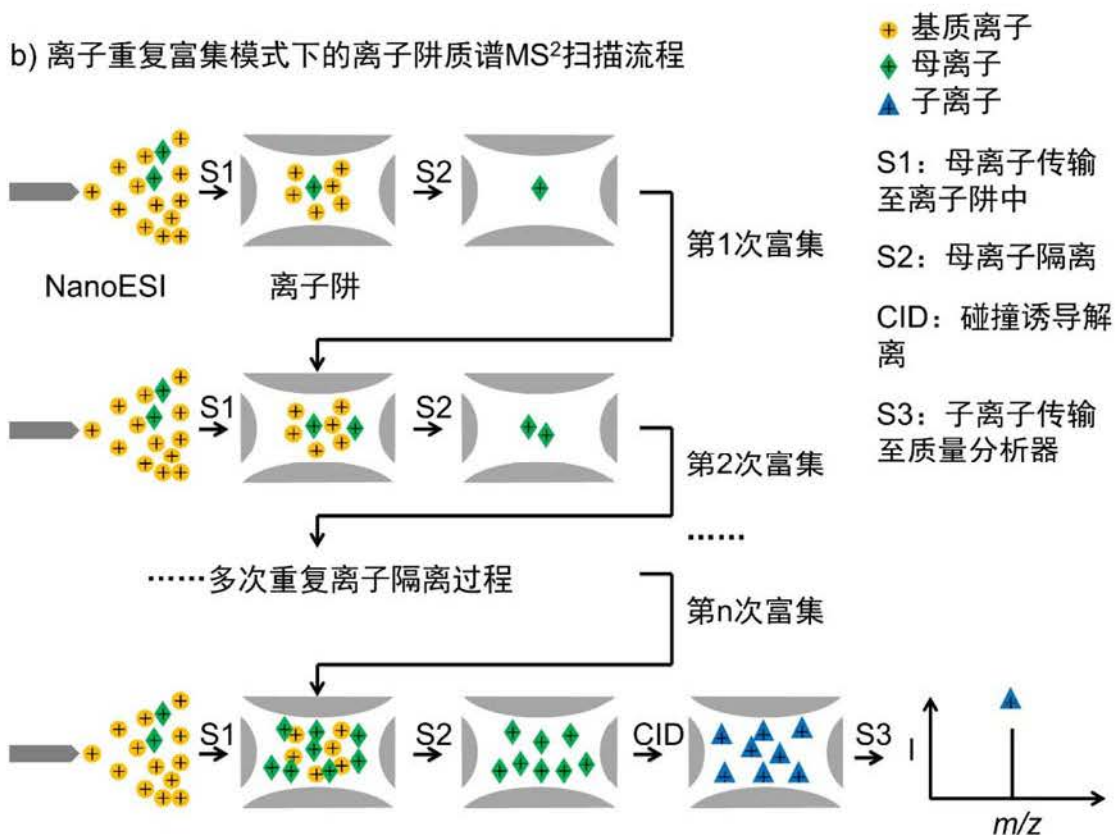 b) 离子重复富集模式下的离子阱质谱MS²扫描流程
基质离子
母离子
子离子
S1
S2
第1次富集
NanoESI
离子阱
S1：母离子传输
至离子阱中
S2：母离子隔离
CID：碰撞诱导解
离
S3：子离子传输
至质量分析器
S1
S2
第2次富集
······
······多次重复离子隔离过程
第n次富集
S1
S2
CID
S3
I
m/z